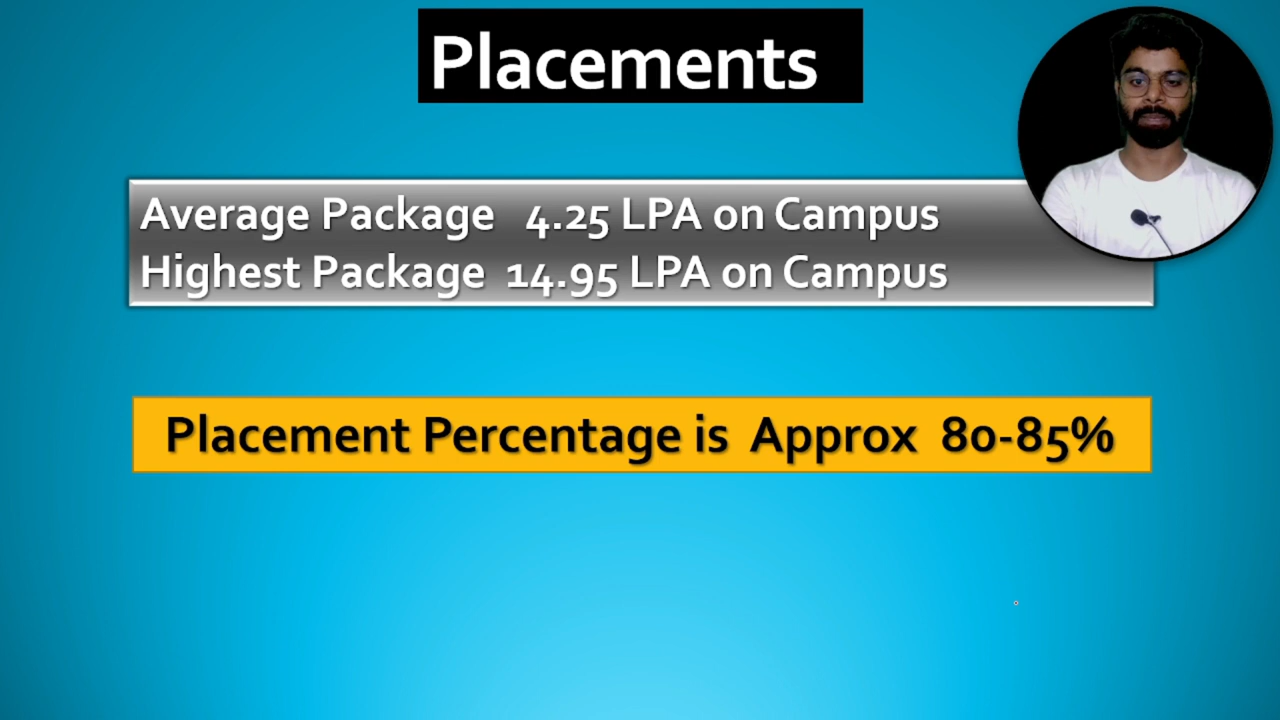 Placements
Average Package 4.25 LPA on Campus
Highest Package 14.95 LPA on Campus
Placement Percentage is Approx 80-85%